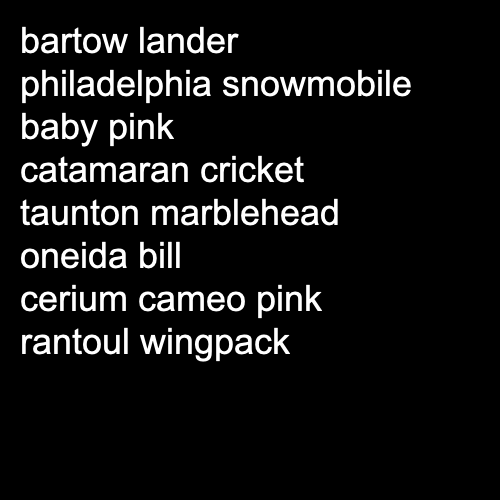 bartow lander
philadelphia snowmobile
baby pink
catamaran cricket
taunton marblehead
oneida bill
cerium cameo pink
rantoul wingpack